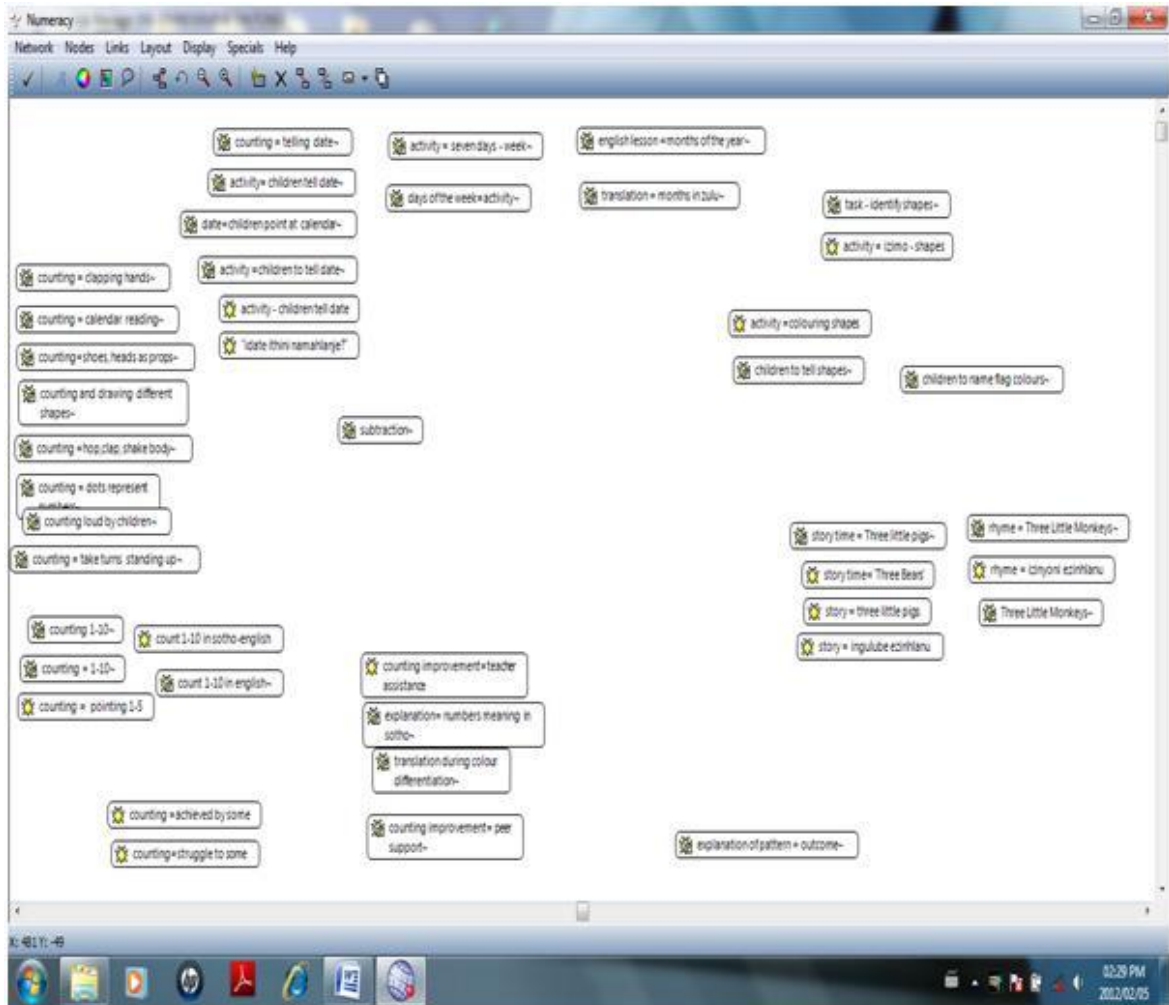 Numeracy
Network Nodes Links Layout Display Specials Help
counting = telling date~
activity= children tell date~
date=children point at calendar~
activity =children to tell date~
activity - children tell date
"idate ithini namahlanje?"
activity = seven days - week~
days of the week=activity~
english lesson =months of the year~
translation = months in zulu~
task - identify shapes~
activity = izimo - shapes
counting = clapping hands~
counting = calendar reading~
counting=shoes, heads as props~
counting and drawing different
shapes~
counting =hop,clap, shake body~
counting = dots represent
numbers~
counting loud by children~
counting = take turns standing up~
activity =colouring shapes
children to tell shapes~
children to name flag colours~
subtraction~
story time = Three little pigs~
story time= 'Three Bears'
story = three little pigs
story = ingulube ezinhlanu
rhyme = Three Little Monkeys~
rhyme = izinyoni ezinhlanu
Three Little Monkeys~
counting 1-10~
counting = 1-10~
counting = pointing 1-5
count 1-10 in sotho-english
count 1-10 in english~
counting improvement=teacher
assistance
explanation= numbers meaning in
sotho~
translation during colour
differentiation~
counting improvement= peer
support~
counting =achieved by some
counting=struggle to some
explanation of pattern = outcome~
X: 481 Y: -49
02:29 PM
2012/02/05